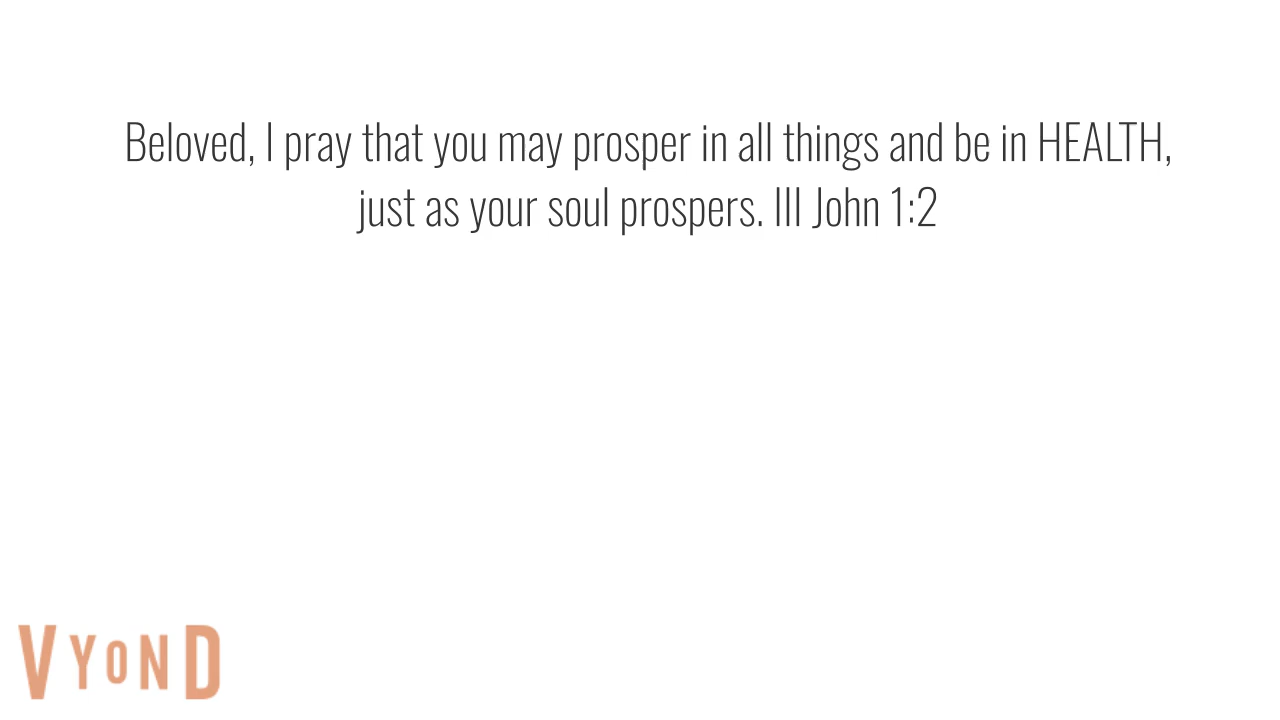 Beloved, I pray that you may prosper in all things and be in HEALTH,
just as your soul prospers. III John 1:2
VYOND